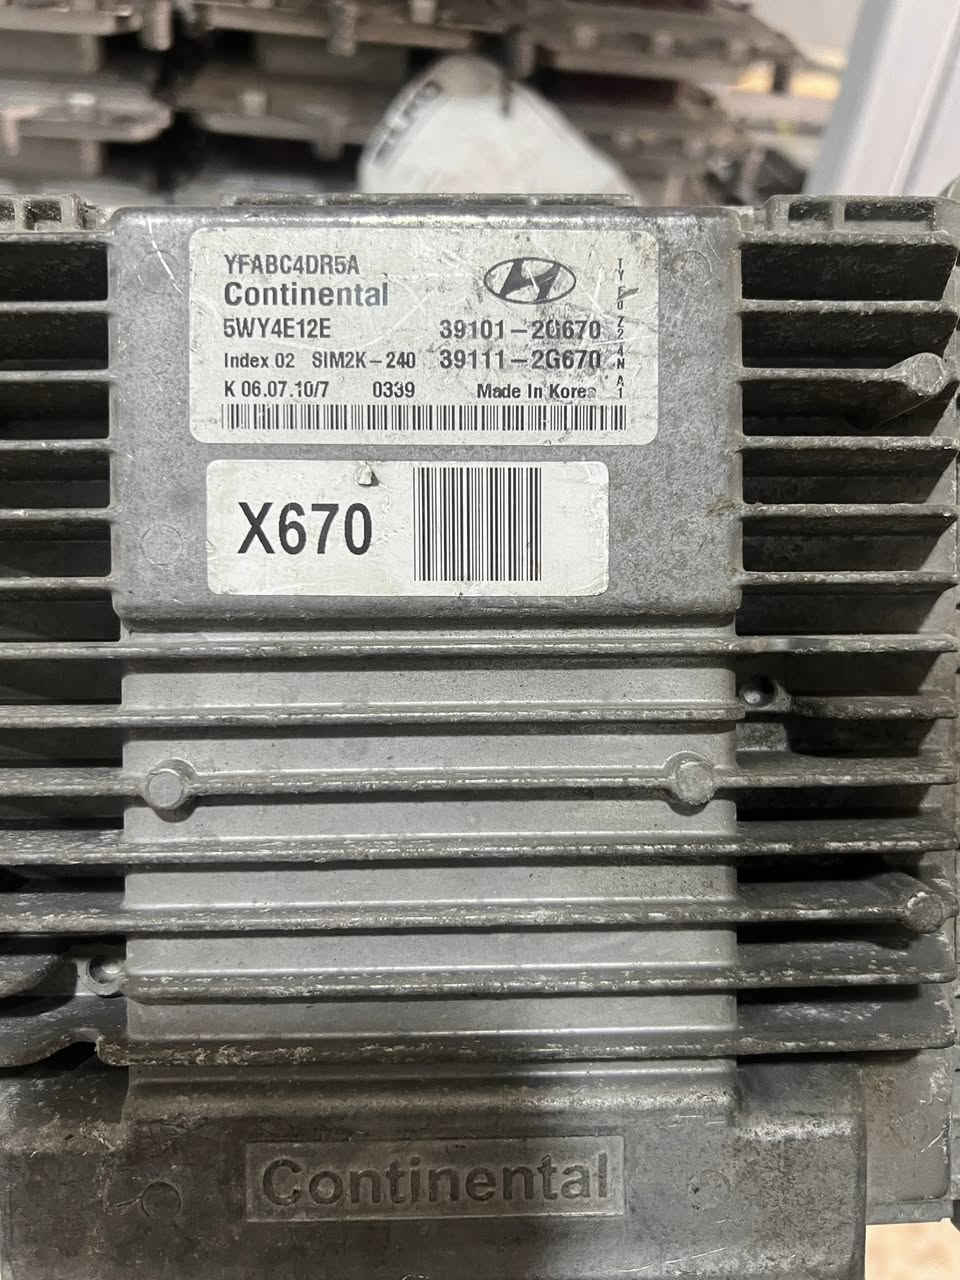 YFABC4DR5A
Continental
5WY4E12E 39101-2G670
Index 02 SIM2K-240 39111-2G670
K 06.07.10/7 0339 Made In Korea
X670
Continental